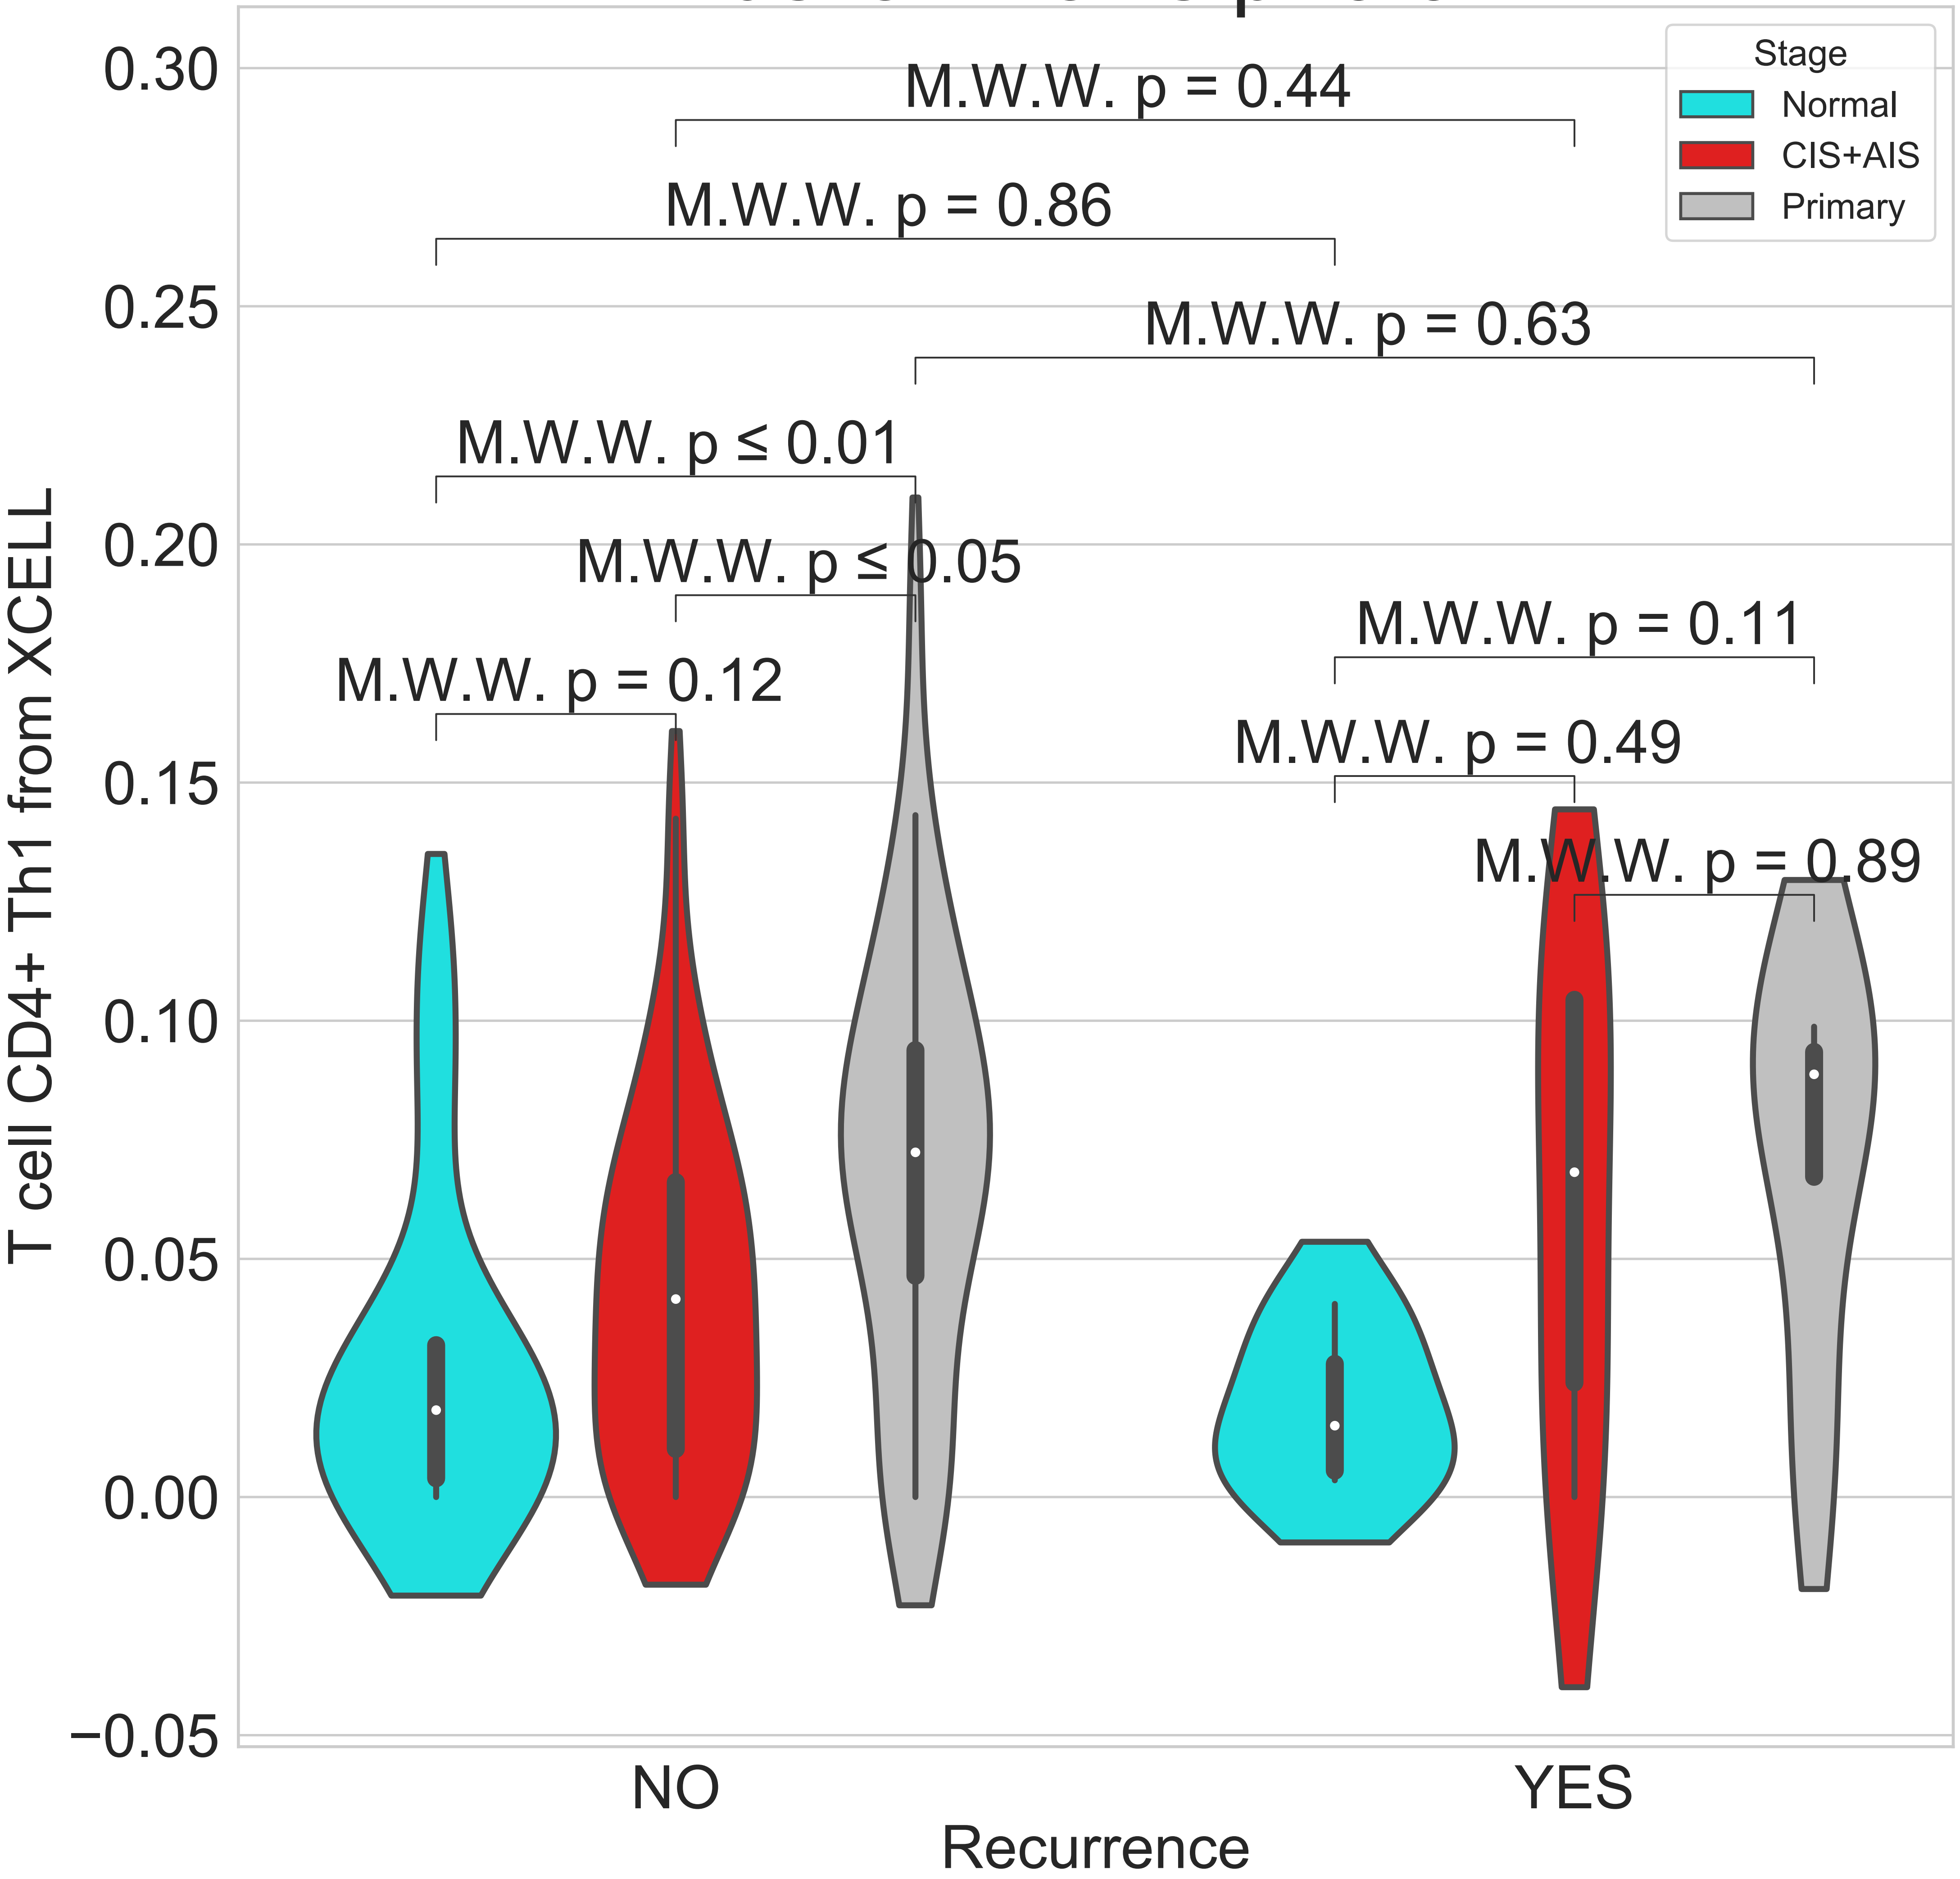 Stage
Normal
CIS+AIS
Primary
M.W.W. p = 0.44
M.W.W. p = 0.86
M.W.W. p = 0.63
M.W.W. p ≤ 0.01
M.W.W. p ≤ 0.05
M.W.W. p = 0.11
M.W.W. p = 0.12
M.W.W. p = 0.49
M.W.W. p = 0.89
0.30
0.25
0.20
0.15
0.10
0.05
0.00
−0.05
T cell CD4+ Th1 from XCELL
NO
YES
Recurrence